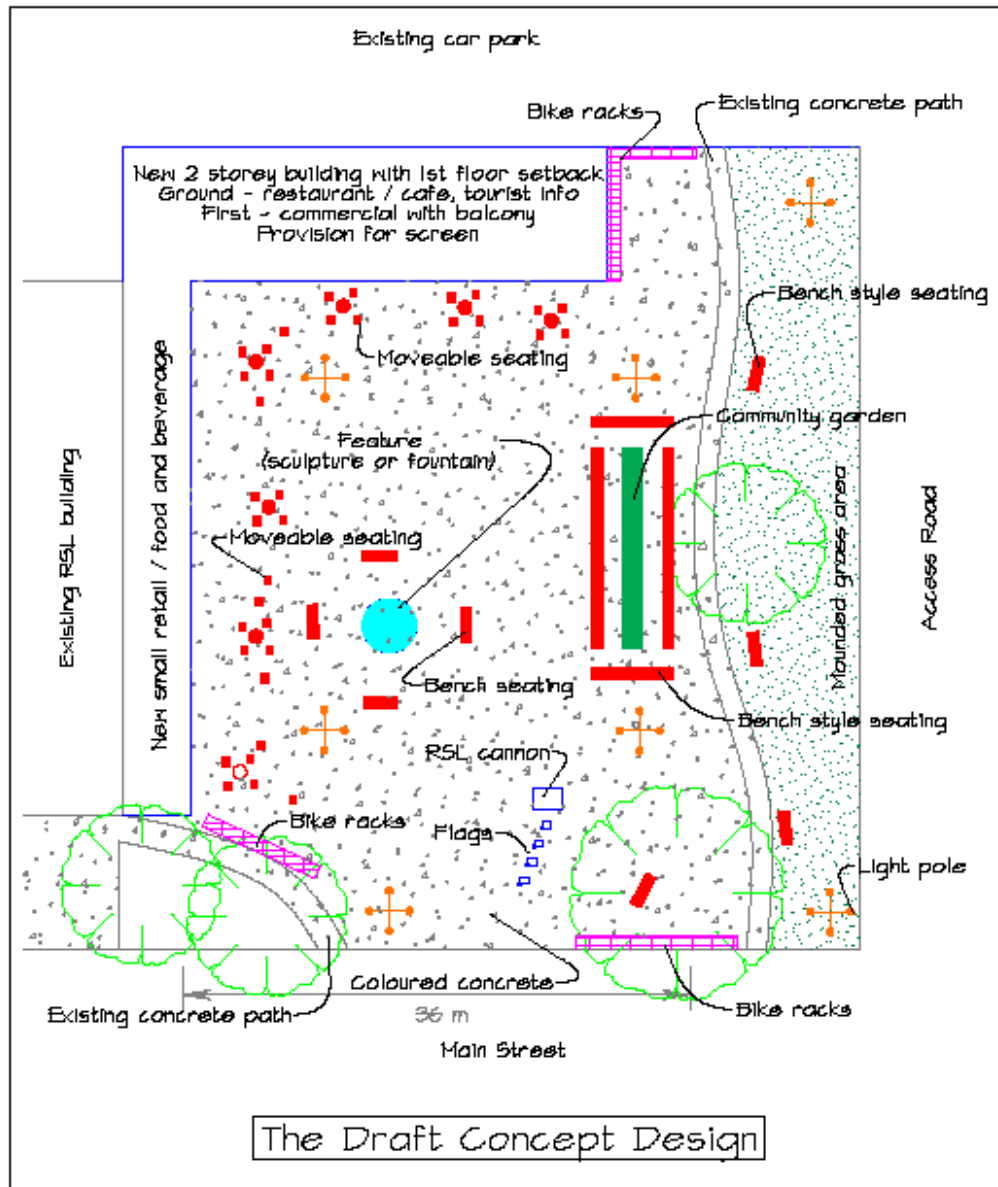 Existing car park
Bike racks
Existing concrete path
New 2 storey building with 1st floor setback
Ground - restaurant / cafe, tourist info
First - commercial with balcony
Provision for screen
Bench style seating
Moveable seating
Community garden
Feature
(sculpture or fountain)
Existing RSL building
New small retail / food and beverage
Moveable seating
Mounded grass area
Access Road
Bench seating
Bench style seating
RSL cannon
Bike racks
Flags
Light pole
Coloured concrete
Existing concrete path
36 m
Bike racks
Main Street
The Draft Concept Design